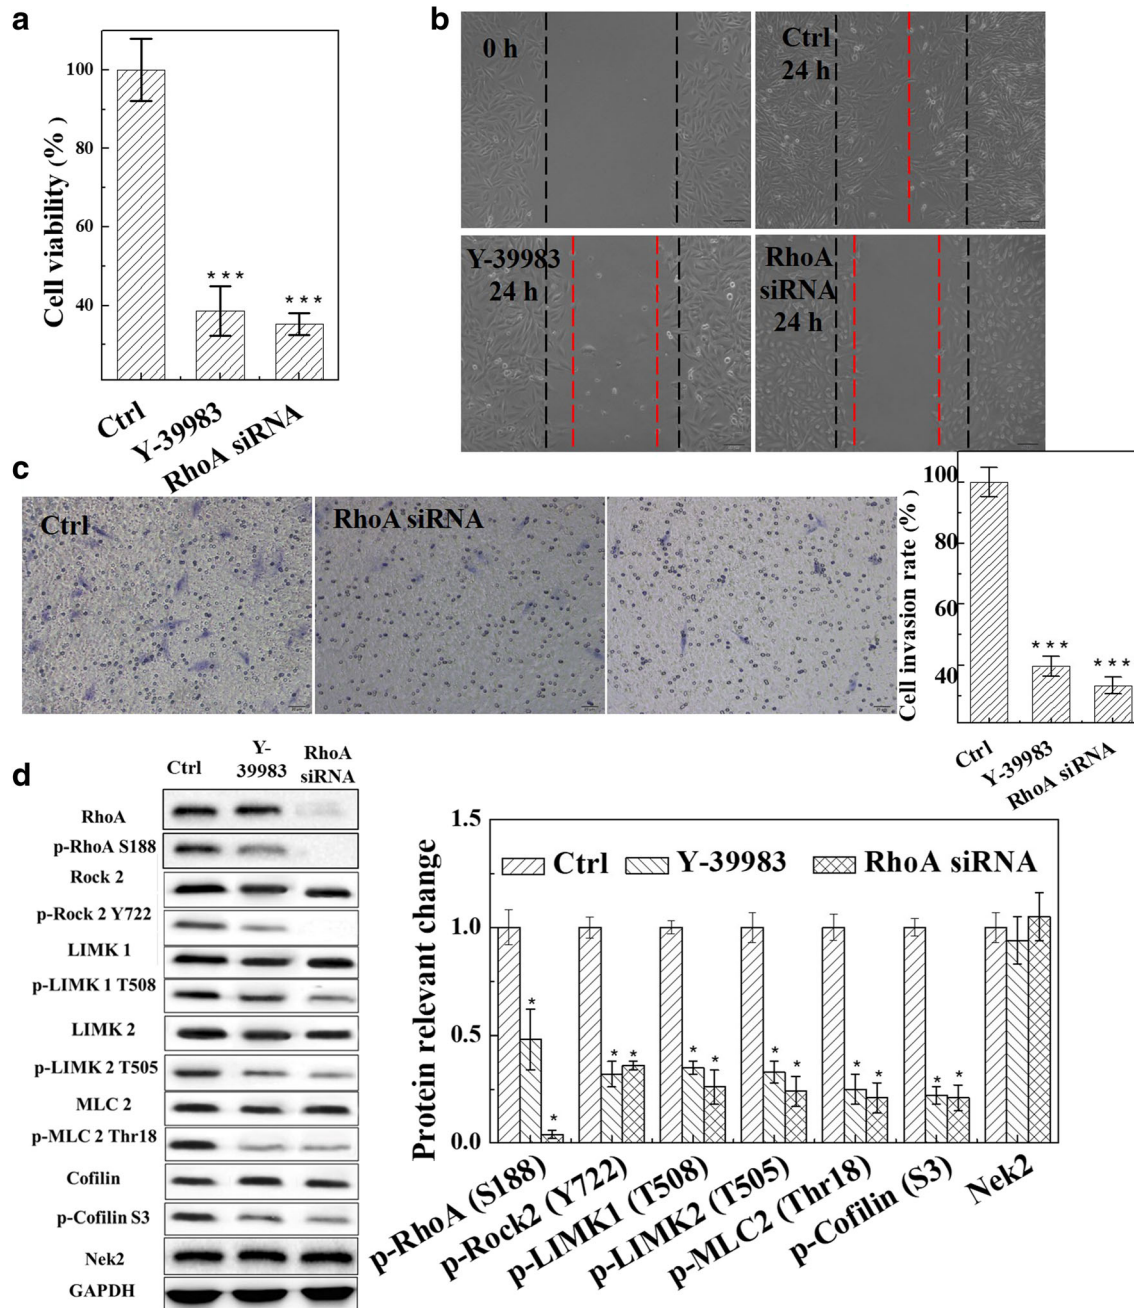 a
100
80
60
40
Cell viability (%)
***
***
Ctrl
Y-39983
RhoA siRNA
b
0 h
Ctrl
24 h
Y-39983
24 h
RhoA
siRNA
24 h
c
Ctrl
RhoA siRNA
100
80
60
40
Cell invasion rate (%)
***
***
Ctrl
Y-39983
RhoA siRNA
d
Ctrl
Y-
39983
RhoA
siRNA
RhoA
p-RhoA S188
Rock 2
p-Rock 2 Y722
LIMK 1
p-LIMK 1 T508
LIMK 2
p-LIMK 2 T505
MLC 2
p-MLC 2 Thr18
Cofilin
p-Cofilin S3
Nek2
GAPDH
1.5
1.0
0.5
0.0
Protein relevant change
Ctrl
Y-39983
RhoA siRNA
* * * * * * * * * * * *
p-RhoA (S188)
p-Rock2 (Y722)
p-LIMK1 (T508)
p-LIMK2 (T505)
p-MLC2 (Thr18)
p-Cofilin (S3)
Nek2